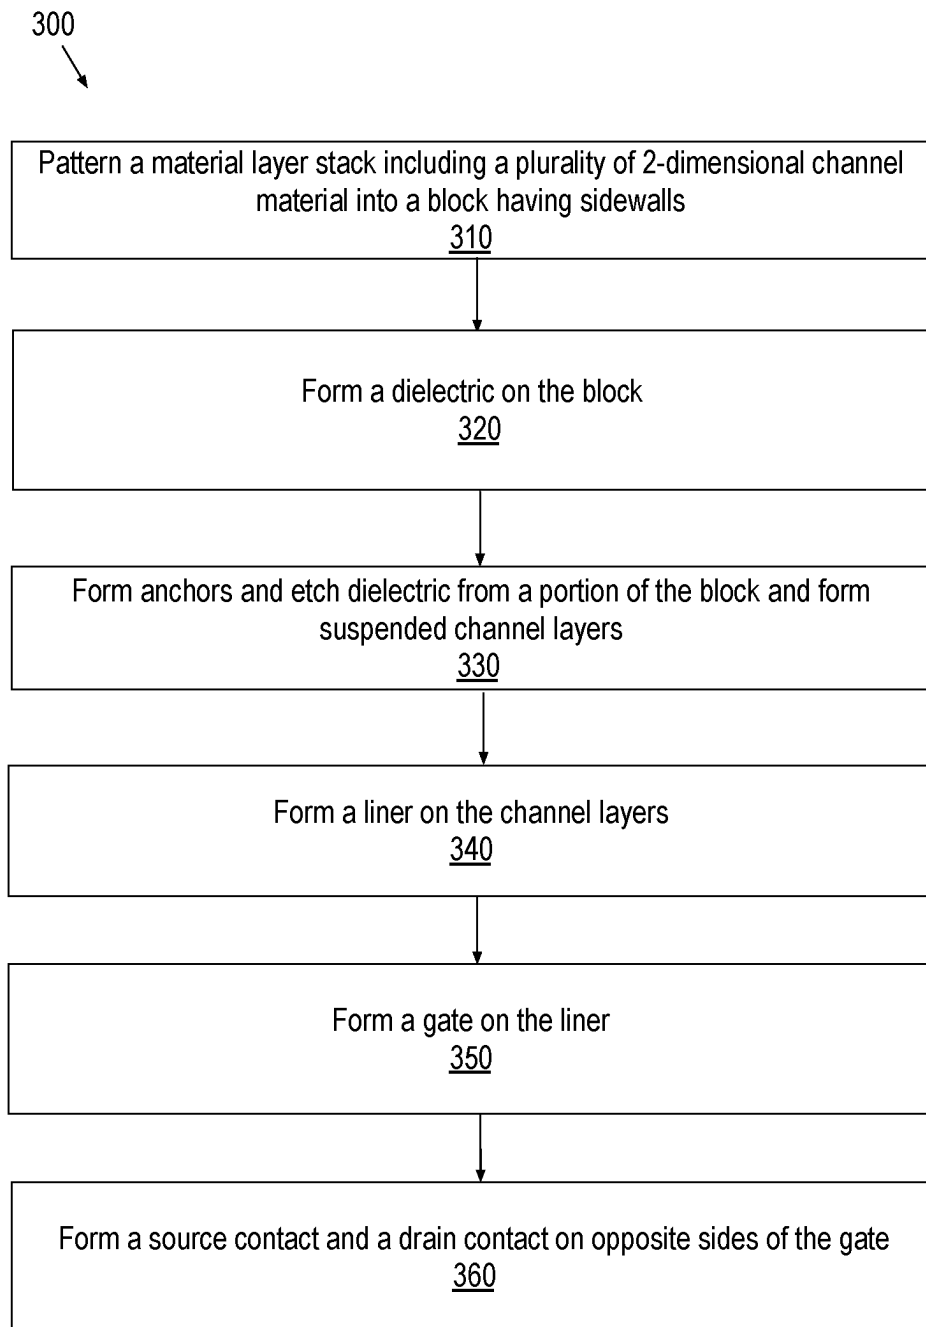 300
Pattern a material layer stack including a plurality of 2-dimensional channel
material into a block having sidewalls
310
Form a dielectric on the block
320
Form anchors and etch dielectric from a portion of the block and form
suspended channel layers
330
Form a liner on the channel layers
340
Form a gate on the liner
350
Form a source contact and a drain contact on opposite sides of the gate
360